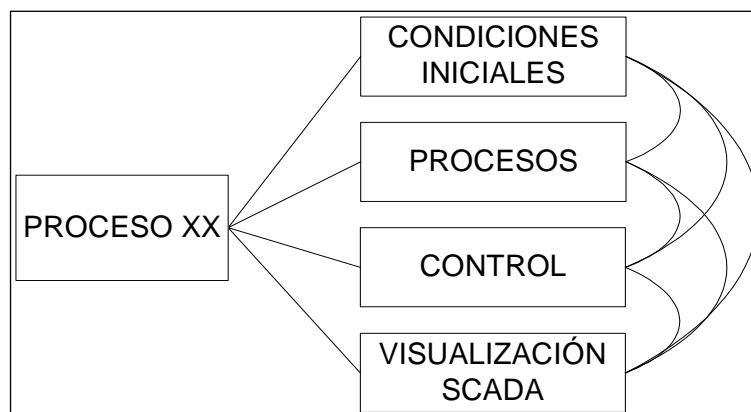 CONDICIONES
INICIALES
PROCESOS
PROCESO XX
CONTROL
VISUALIZACIÓN
SCADA